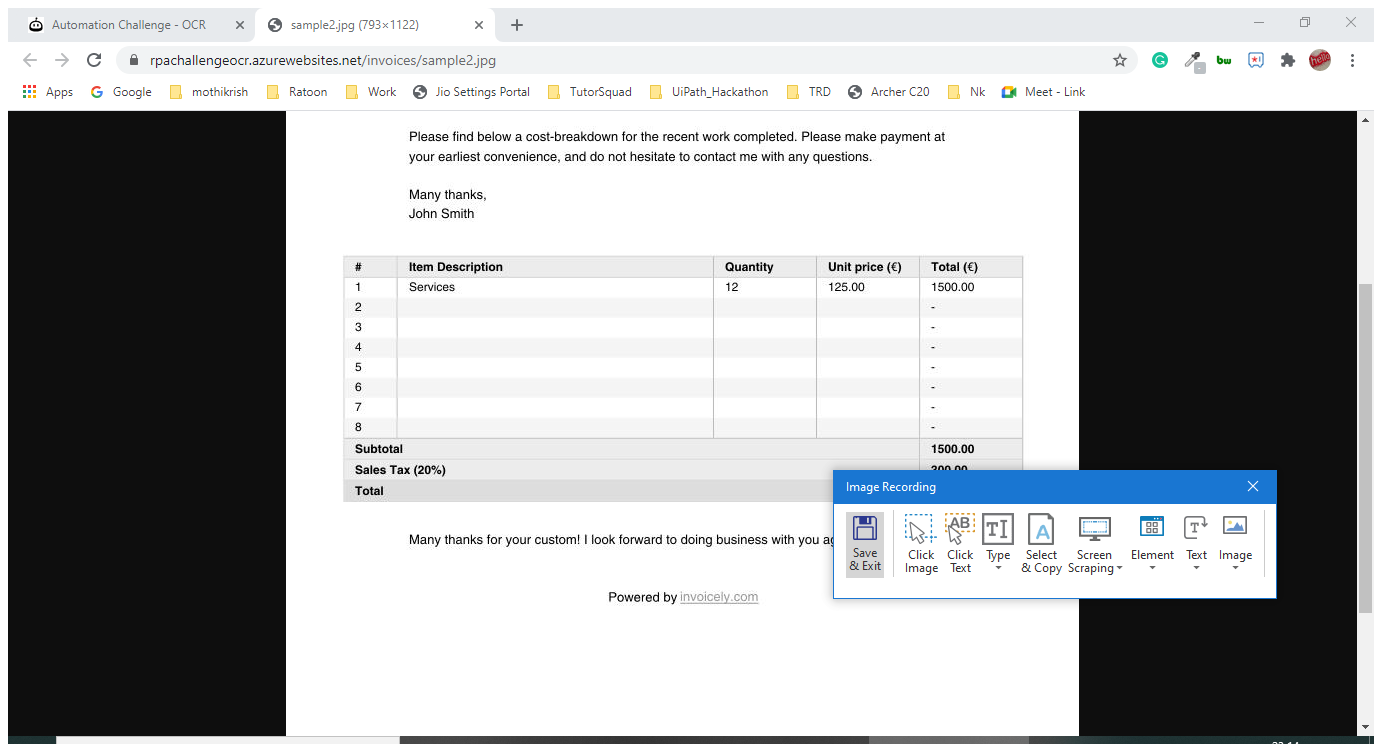 Automation Challenge - OCR
sample2.jpg (793×1122)
rpachallengeocr.azurewebsites.net/invoices/sample2.jpg
bw
hello
Apps Google mothikrish Ratoon Work Jio Settings Portal TutorSquad UiPath_Hackathon TRD Archer C20 Nk Meet - Link
Please find below a cost-breakdown for the recent work completed. Please make payment at
your earliest convenience, and do not hesitate to contact me with any questions.
Many thanks,
John Smith
# Item Description Quantity Unit price (€) Total (€)
1 Services 12 125.00 1500.00
2 -
3 -
4 -
5 -
6 -
7 -
8 -
Subtotal 1500.00
Sales Tax (20%) 300.00
Total
Many thanks for your custom! I look forward to doing business with you
Powered by invoicely.com
Image Recording
Save & Exit
Click Image
AB
Click Text
TI
Type
A
Select & Copy
Screen Scraping
Element
T
Text
Image